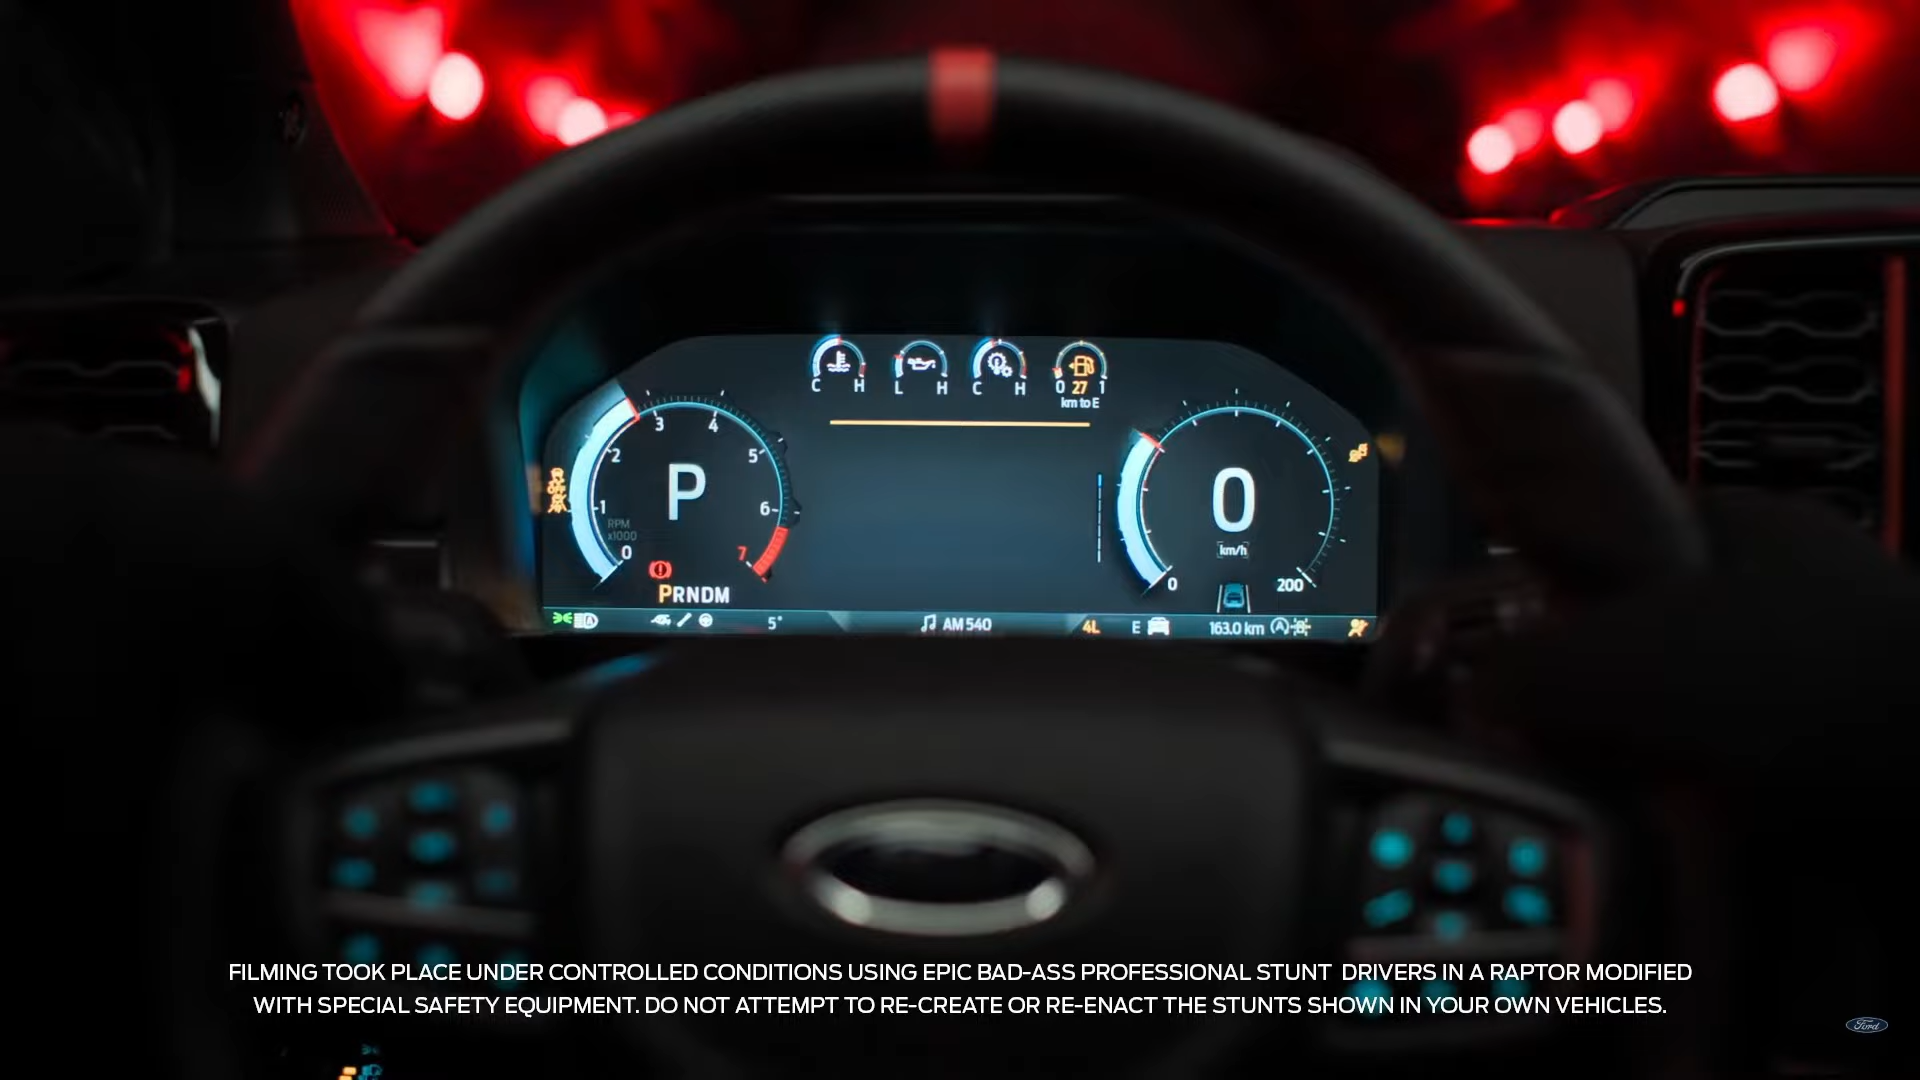 C H
L H
C H
0 27 1
km to E
3
4
2
5
1
P
6
0
RPM
x1000
0
7
km/h
PRNDM
0
200
5°
AM 540
4L
E
163.0 km
A
FILMING TOOK PLACE UNDER CONTROLLED CONDITIONS USING EPIC BAD-ASS PROFESSIONAL STUNT DRIVERS IN A RAPTOR MODIFIED
WITH SPECIAL SAFETY EQUIPMENT. DO NOT ATTEMPT TO RE-CREATE OR RE-ENACT THE STUNTS SHOWN IN YOUR OWN VEHICLES.
Ford